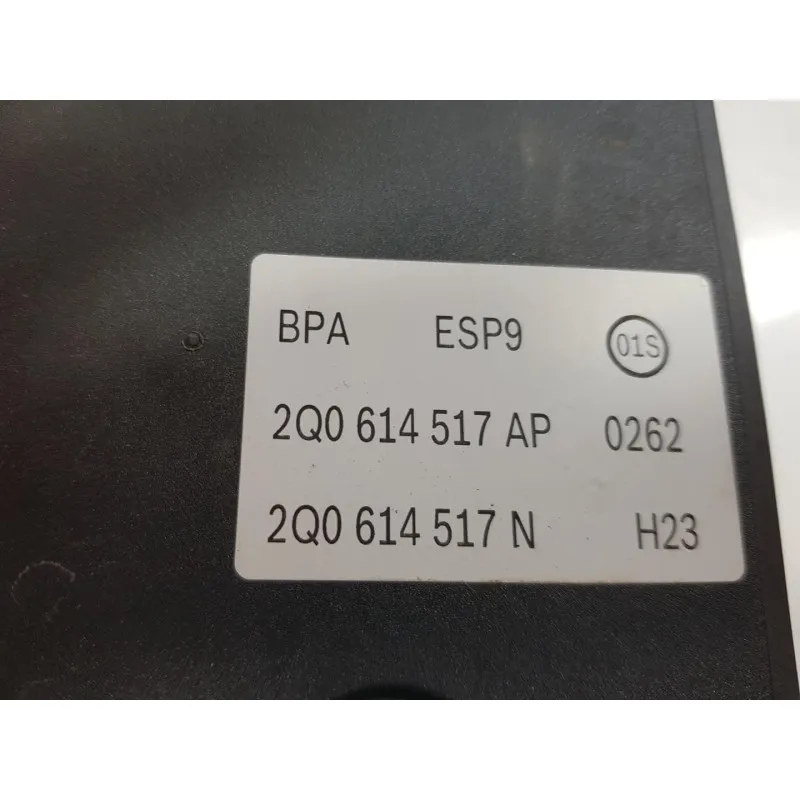 BPA ESP9 01S
2Q0 614 517 AP 0262
2Q0 614 517 N H23